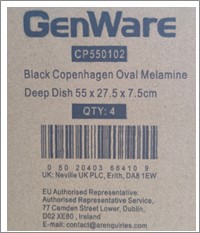 GenWare
CP550102
Black Copenhagen Oval Melamine
Deep Dish 55 x 27.5 x 7.5cm
QTY: 4
0 50 20403 66410 9
UK: Neville UK PLC, Erith, DA8 1EW
EU Authorised Representative:
Authorised Representative Service,
77 Camden Street Lower, Dublin,
D02 XE80 , Ireland
E-mail: contact@arenquiries.com